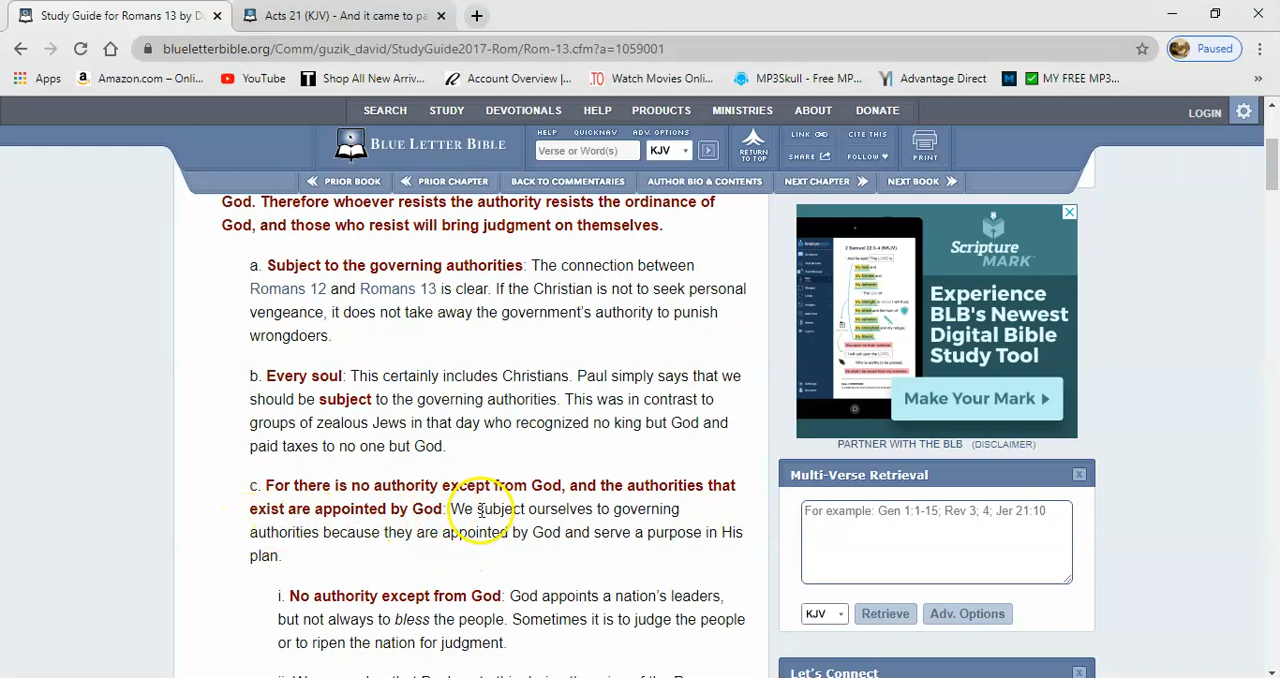 Study Guide for Romans 13 by D
Acts 21 (KJV) - And it came to pa
blueletterbible.org/Comm/guzik_david/StudyGuide2017-Rom/Rom-13.cfm?a=1059001
Paused
Apps
Amazon.com – Onli...
YouTube
Shop All New Arriv...
Account Overview |...
Watch Movies Onlin...
MP3Skull - Free MP...
Advantage Direct
MY FREE MP3...
»
SEARCH STUDY DEVOTIONALS HELP PRODUCTS MINISTRIES ABOUT DONATE
LOGIN
BLUE LETTER BIBLE
HELP QUICKNAV ADV. OPTIONS
Verse or Word(s) KJV
RETURN TO TOP
LINK CITE THIS
SHARE FOLLOW
PRINT
PRIOR BOOK PRIOR CHAPTER BACK TO COMMENTARIES AUTHOR BIO & CONTENTS NEXT CHAPTER NEXT BOOK
God. Therefore whoever resists the authority resists the ordinance of
God, and those who resist will bring judgment on themselves.
a. Subject to the governing authorities: The connection between
Romans 12 and Romans 13 is clear. If the Christian is not to seek personal
vengeance, it does not take away the government's authority to punish
wrongdoers.
b. Every soul: This certainly includes Christians. Paul simply says that we
should be subject to the governing authorities. This was in contrast to
groups of zealous Jews in that day who recognized no king but God and
paid taxes to no one but God.
c. For there is no authority except from God, and the authorities that
exist are appointed by God: We subject ourselves to governing
authorities because they are appointed by God and serve a purpose in His
plan.
i. No authority except from God: God appoints a nation's leaders,
but not always to bless the people. Sometimes it is to judge the people
or to ripen the nation for judgment.
Scripture
MARK
Experience
BLB's Newest
Digital Bible
Study Tool
Make Your Mark
PARTNER WITH THE BLB (DISCLAIMER)
Multi-Verse Retrieval
For example: Gen 1:1-15; Rev 3; 4; Jer 21:10
KJV Retrieve Adv. Options
Let's Connect